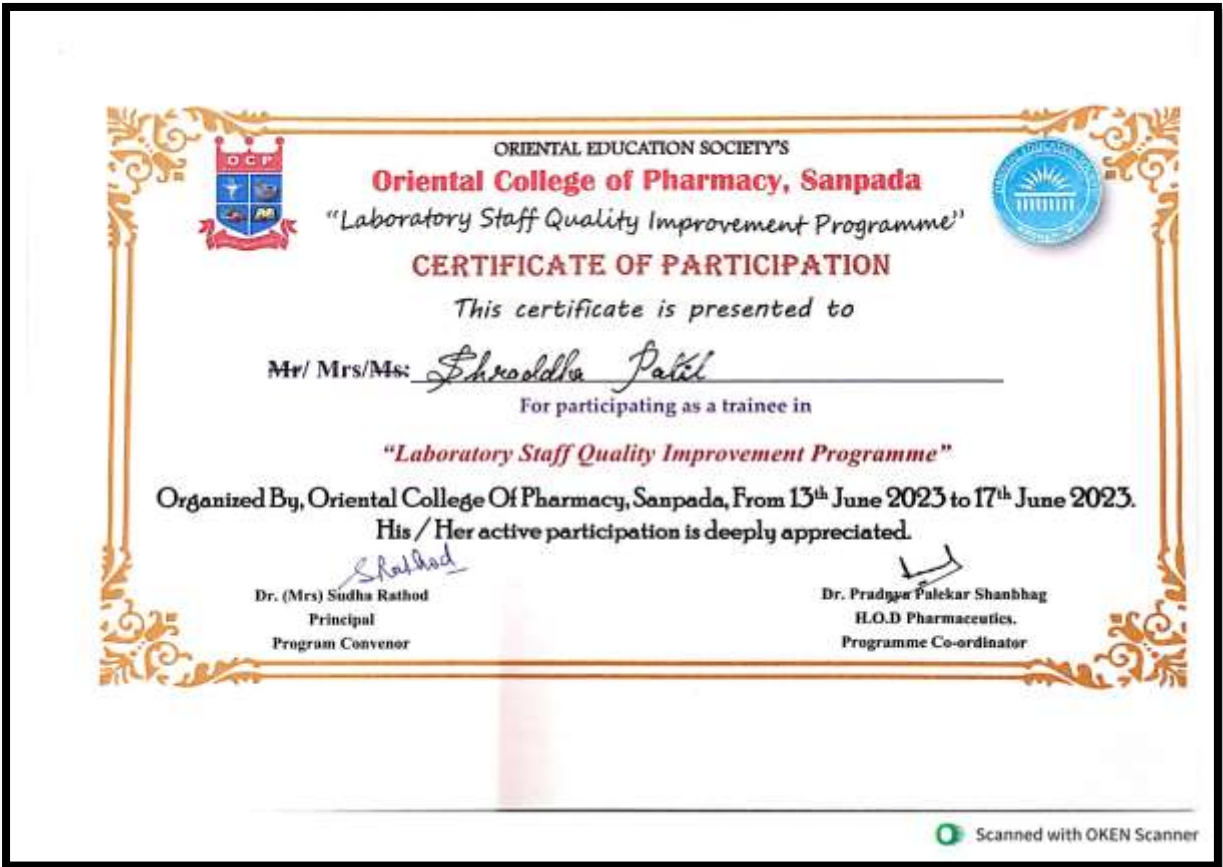 OCP
ORIENTAL EDUCATION SOCIETY'S
Oriental College of Pharmacy, Sanpada
"Laboratory Staff Quality Improvement Programme"
CERTIFICATE OF PARTICIPATION
This certificate is presented to
Mr/ Mrs/Ms: Shraddha Patil
For participating as a trainee in
"Laboratory Staff Quality Improvement Programme"
Organized By, Oriental College Of Pharmacy, Sanpada, From 13th June 2023 to 17th June 2023.
His / Her active participation is deeply appreciated.
SRathod
Dr. (Mrs) Sudha Rathod
Principal
Program Convenor
Dr. Pradnya Palekar Shanbhag
H.O.D Pharmaceutics.
Programme Co-ordinator
Scanned with OKEN Scanner